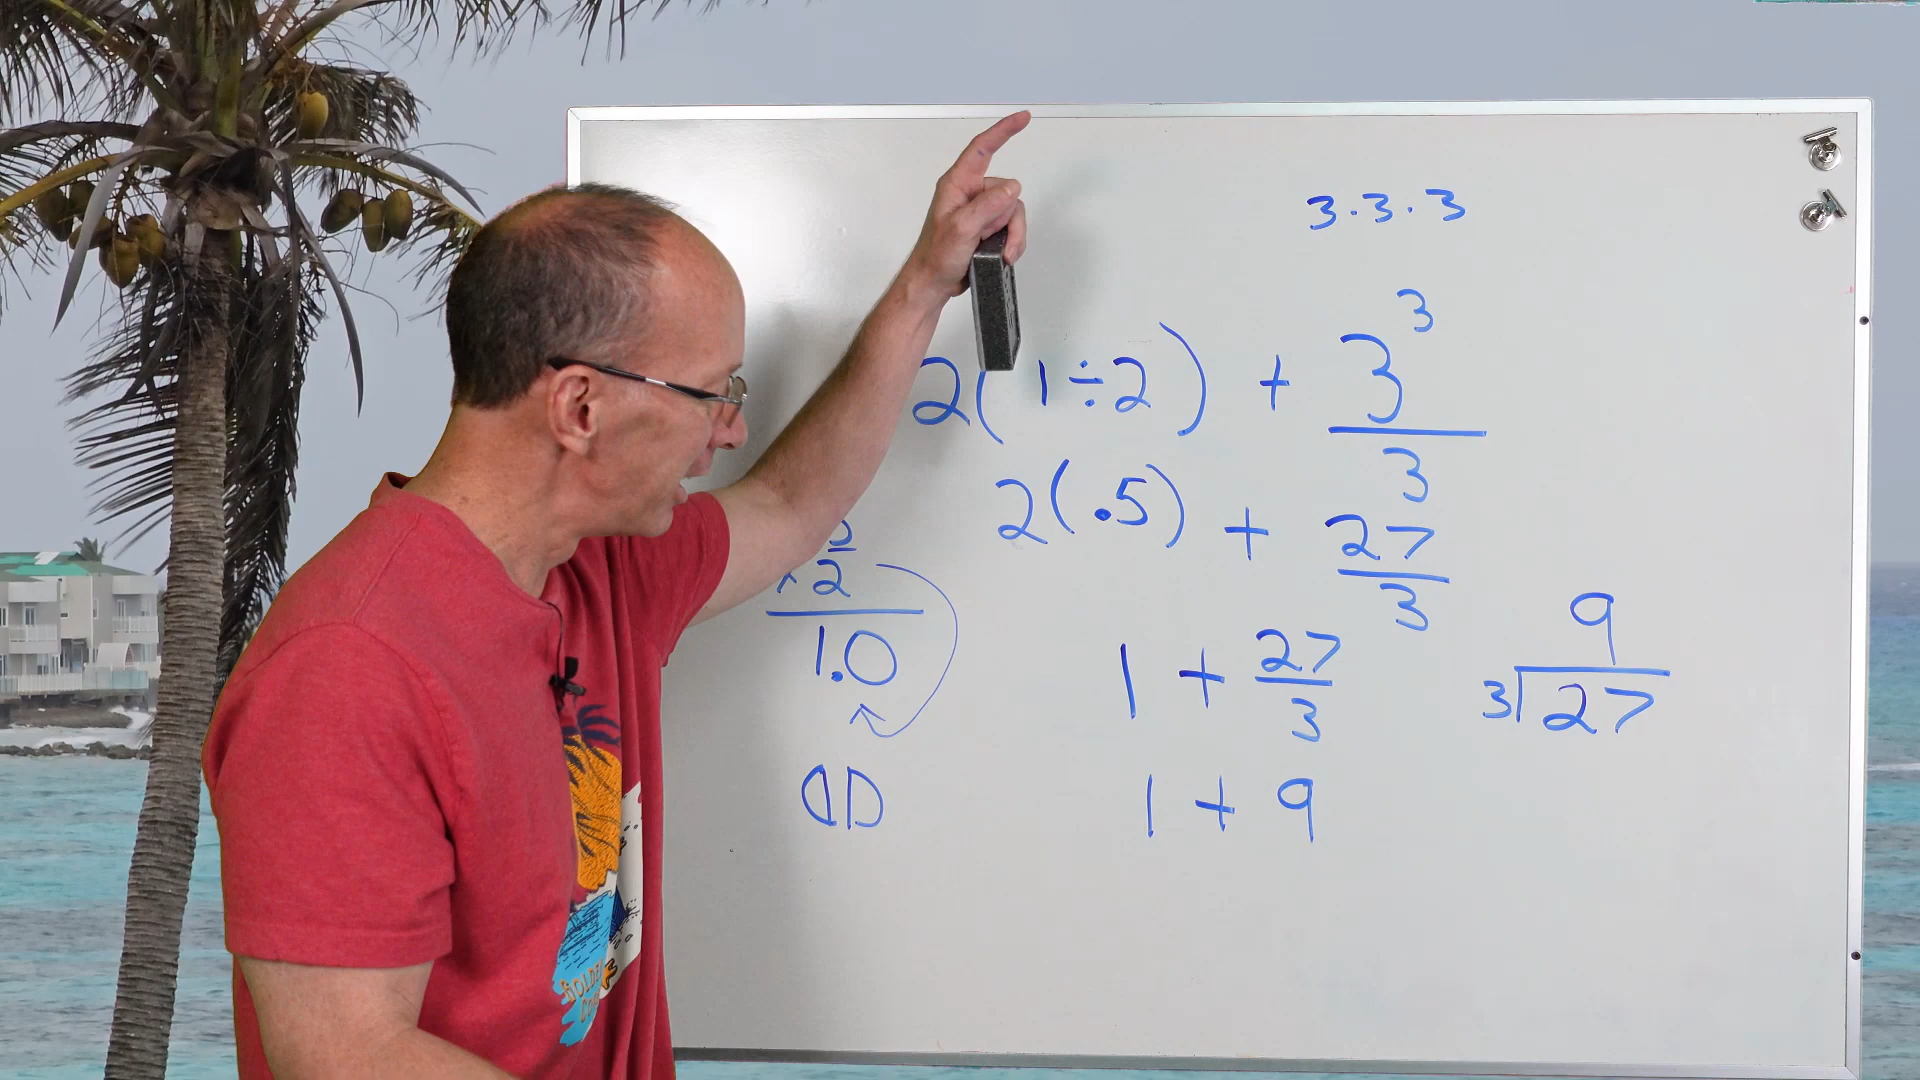 3·3·3
2(1÷2) + 3³/3
2(.5) + 27/3
×2
1.0
1 + 27/3
9
3⟌27
1 + 9